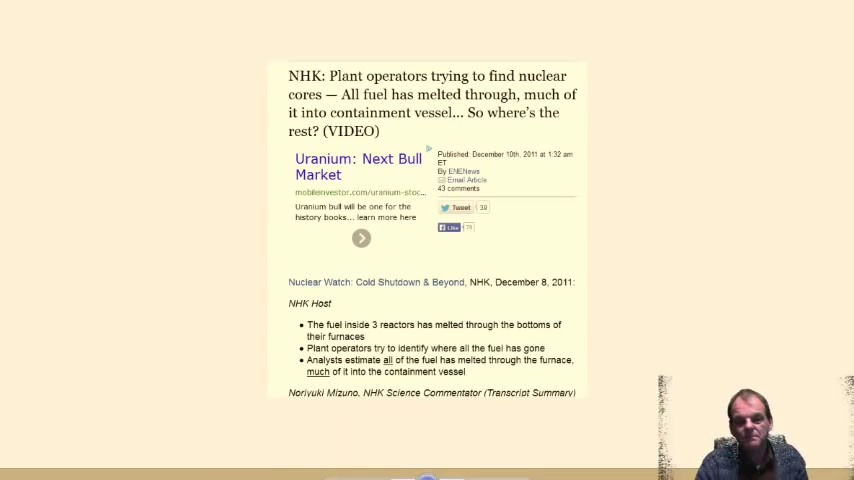 NHK: Plant operators trying to find nuclear
cores — All fuel has melted through, much of
it into containment vessel... So where's the
rest? (VIDEO)
Uranium: Next Bull
Market
mobileinvestor.com/uranium-stoc...
Uranium bull will be one for the
history books... learn more here
Published: December 10th, 2011 at 1:32 am
ET
By ENENews
Email Article
43 comments
Tweet 39
Like 78
Nuclear Watch: Cold Shutdown & Beyond, NHK, December 8, 2011:
NHK Host
• The fuel inside 3 reactors has melted through the bottoms of
their furnaces
• Plant operators try to identify where all the fuel has gone
• Analysts estimate all of the fuel has melted through the furnace,
much of it into the containment vessel
Noriyuki Mizuno, NHK Science Commentator (Transcript Summary)